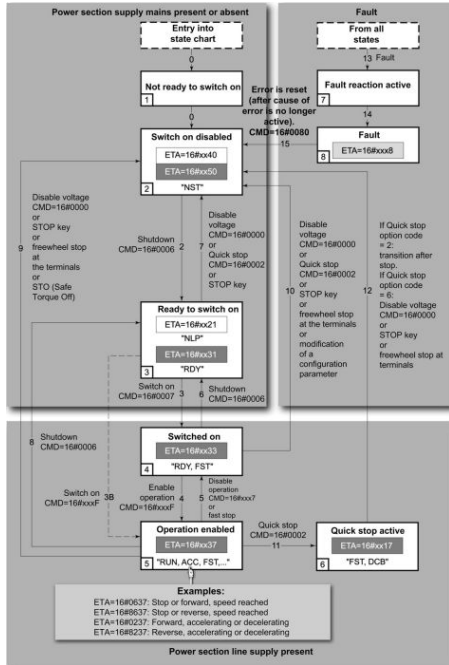 Power section supply mains present or absent
Fault
Entry into
state chart
From all
states
0
13 Fault
Not ready to switch on
1
Fault reaction active
7
0
14
Error is reset
(after cause of
error is no longer
active).
CMD=16#0080
15
Switch on disabled
ETA=16#xx40
ETA=16#xx50
2
"NST"
Fault
8
ETA=16#xxx8
9
Disable voltage
CMD=16#0000
or
STOP key
or
freewheel stop
at
the terminals
or
STO (Safe
Torque Off)
Shutdown
CMD=16#0006
2
7
Disable
voltage
CMD=16#0000
or
Quick stop
CMD=16#0002
or
STOP key
10
Disable
voltage
CMD=16#0000
or
Quick stop
CMD=16#0002
or
STOP key
or
freewheel stop
at the terminals
or
modification
of a
configuration
parameter
12
If Quick stop
option code
= 2:
transition after
stop.
If Quick stop
option code
= 6:
Disable voltage
CMD=16#0000
or
STOP key
or
freewheel stop at
terminals
Ready to switch on
ETA=16#xx21
"NLP"
ETA=16#xx31
3
"RDY"
Switch on
CMD=16#0007
3
6
Shutdown
CMD=16#0006
Switched on
ETA=16#xx33
4
"RDY, FST"
8
Shutdown
CMD=16#0006
Switch on
CMD=16#xxxF
3B
Enable
operation
CMD=16#xxxF
4
5
Disable
operation
CMD=16#xxx7
or
fast stop
Operation enabled
ETA=16#xx37
5
"RUN, ACC, FST,..."
Quick stop
CMD=16#0002
11
Quick stop active
ETA=16#xx17
6
"FST, DCB"
Examples:
ETA=16#0637: Stop or forward, speed reached
ETA=16#8637: Stop or reverse, speed reached
ETA=16#0237: Forward, accelerating or decelerating
ETA=16#8237: Reverse, accelerating or decelerating
Power section line supply present